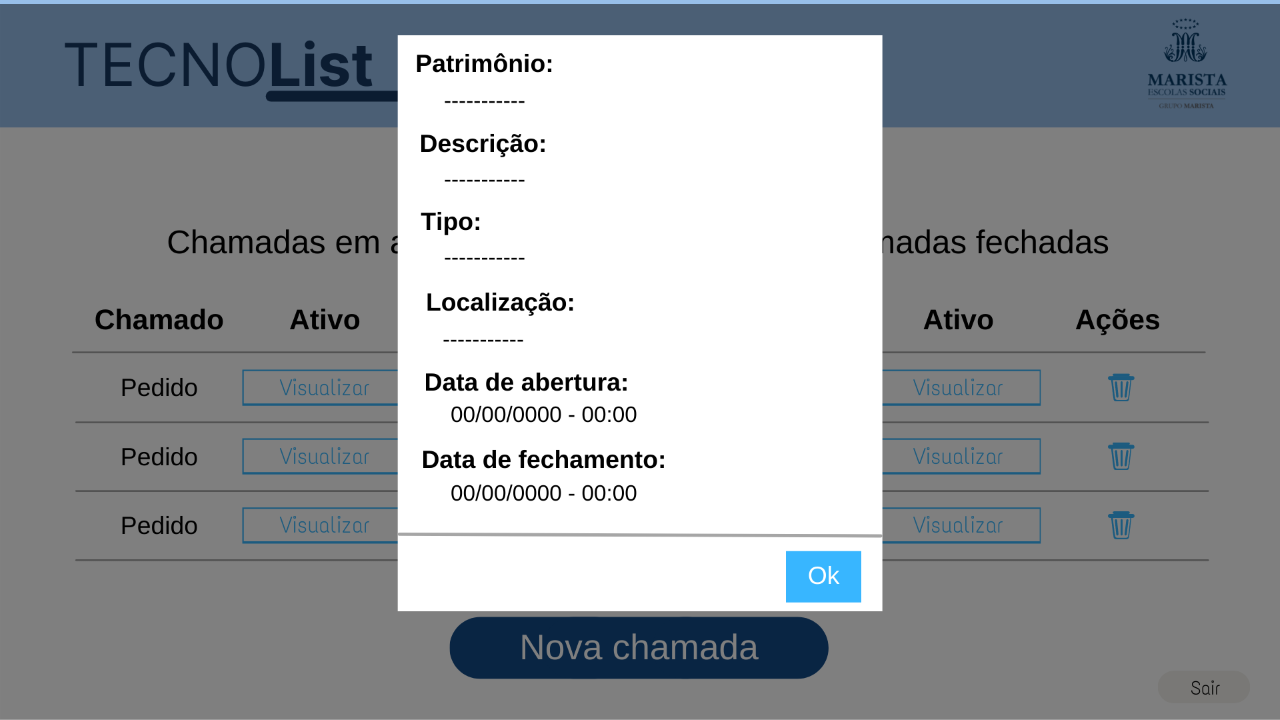 TECNOList
MARISTA
ESCOLAS SOCIAIS
GRUPO MARISTA
Patrimônio:
-----------
Descrição:
-----------
Tipo:
-----------
Localização:
-----------
Data de abertura:
00/00/0000 - 00:00
Data de fechamento:
00/00/0000 - 00:00
Ok
Chamadas em a
madas fechadas
Chamado Ativo Ativo Ações
Pedido Visualizar Visualizar
Pedido Visualizar Visualizar
Pedido Visualizar Visualizar
Nova chamada
Sair